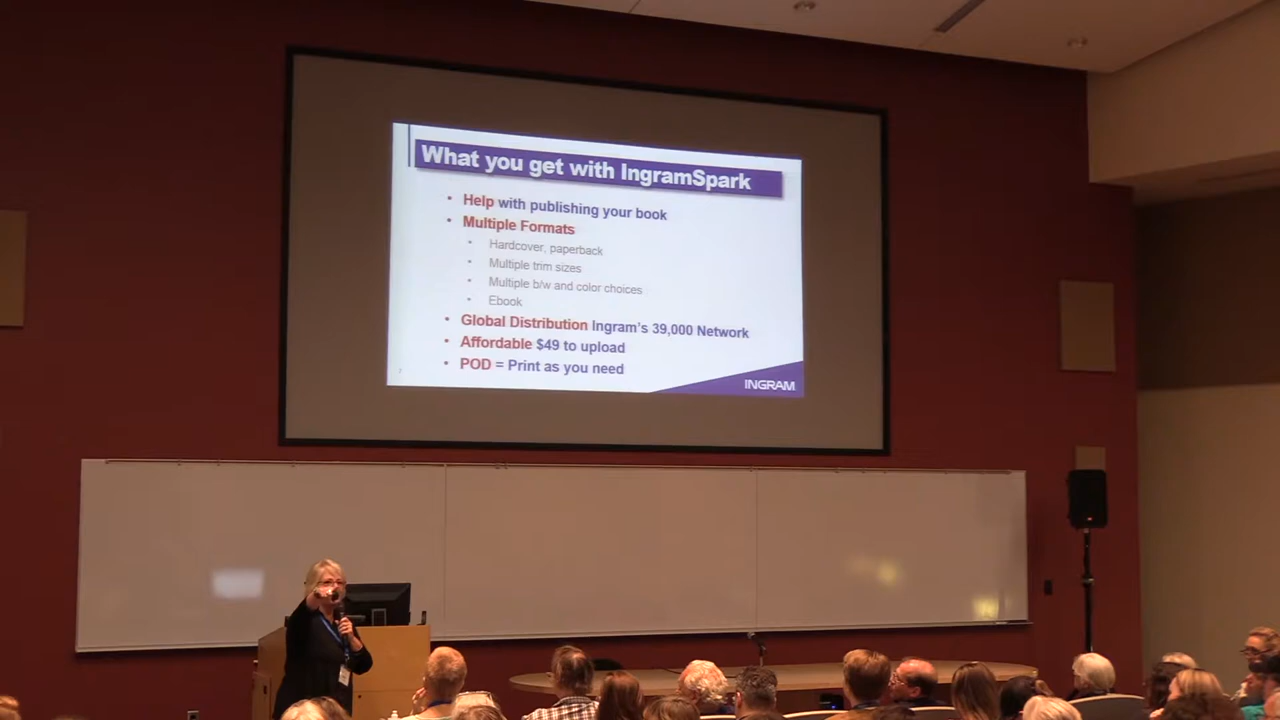 What you get with IngramSpark
• Help with publishing your book
• Multiple Formats
• Hardcover, paperback
• Multiple trim sizes
• Multiple b/w and color choices
• Ebook
• Global Distribution Ingram's 39,000 Network
• Affordable $49 to upload
• POD = Print as you need
INGRAM